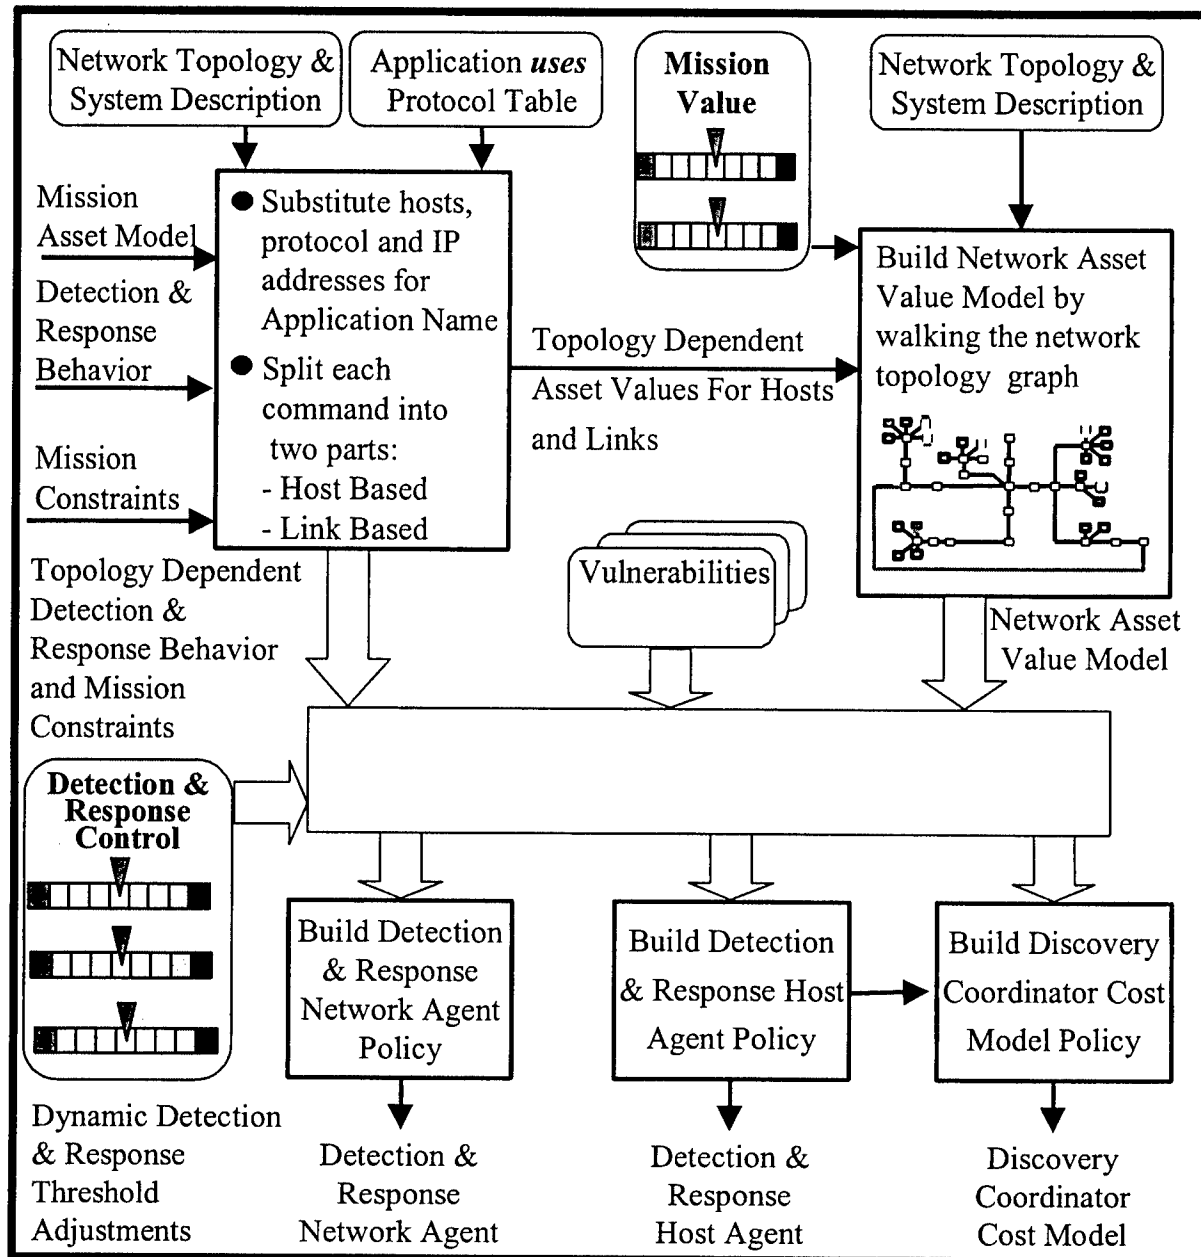 Network Topology &
System Description
Application uses
Protocol Table
Mission
Value
Network Topology &
System Description
Mission
Asset Model
Detection &
Response
Behavior
Mission
Constraints
● Substitute hosts,
protocol and IP
addresses for
Application Name
● Split each
command into
two parts:
- Host Based
- Link Based
Topology Dependent
Asset Values For Hosts
and Links
Build Network Asset
Value Model by
walking the network
topology graph
Vulnerabilities
Topology Dependent
Detection &
Response Behavior
and Mission
Constraints
Network Asset
Value Model
Detection &
Response
Control
Build Detection
& Response
Network Agent
Policy
Build Detection
& Response Host
Agent Policy
Build Discovery
Coordinator Cost
Model Policy
Dynamic Detection
& Response
Threshold
Adjustments
Detection &
Response
Network Agent
Detection &
Response
Host Agent
Discovery
Coordinator
Cost Model